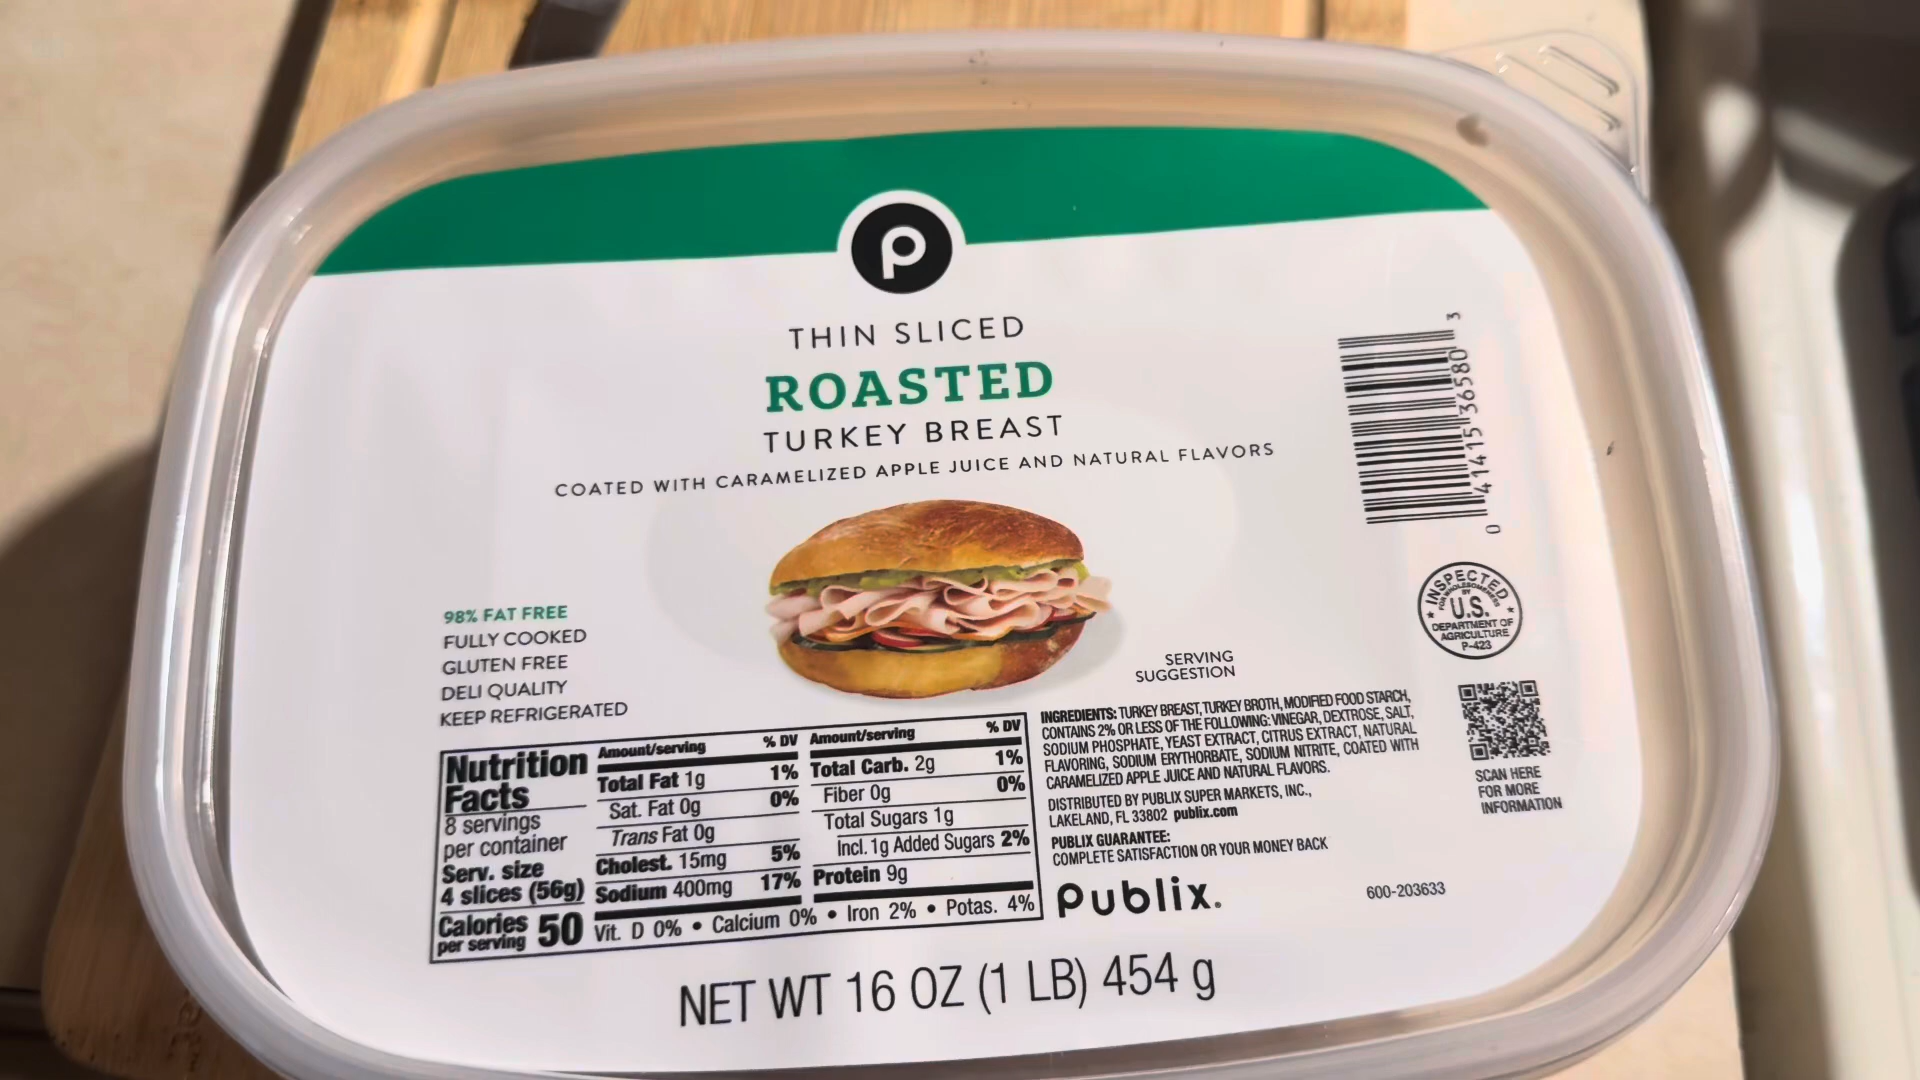 P
THIN SLICED
ROASTED
TURKEY BREAST
COATED WITH CARAMELIZED APPLE JUICE AND NATURAL FLAVORS
0 41415 36580 3
INSPECTED
FOR WHOLESOMENESS
BY
U.S.
DEPARTMENT OF
AGRICULTURE
P-423
98% FAT FREE
FULLY COOKED
GLUTEN FREE
DELI QUALITY
KEEP REFRIGERATED
SERVING
SUGGESTION
SCAN HERE
FOR MORE
INFORMATION
Nutrition
Facts
8 servings
per container
Serv. size
4 slices (56g)
Calories 50
per serving
Amount/serving % DV
Total Fat 1g 1%
Sat. Fat 0g 0%
Trans Fat 0g
Cholest. 15mg 5%
Sodium 400mg 17%
Amount/serving % DV
Total Carb. 2g 1%
Fiber 0g 0%
Total Sugars 1g
Incl. 1g Added Sugars 2%
Protein 9g
Vit. D 0% • Calcium 0% • Iron 2% • Potas. 4%
INGREDIENTS: TURKEY BREAST, TURKEY BROTH, MODIFIED FOOD STARCH,
CONTAINS 2% OR LESS OF THE FOLLOWING: VINEGAR, DEXTROSE, SALT,
SODIUM PHOSPHATE, YEAST EXTRACT, CITRUS EXTRACT, NATURAL
FLAVORING, SODIUM ERYTHORBATE, SODIUM NITRITE, COATED WITH
CARAMELIZED APPLE JUICE AND NATURAL FLAVORS.
DISTRIBUTED BY PUBLIX SUPER MARKETS, INC.,
LAKELAND, FL 33802 publix.com
PUBLIX GUARANTEE:
COMPLETE SATISFACTION OR YOUR MONEY BACK
Publix®
600-203633
NET WT 16 OZ (1 LB) 454 g